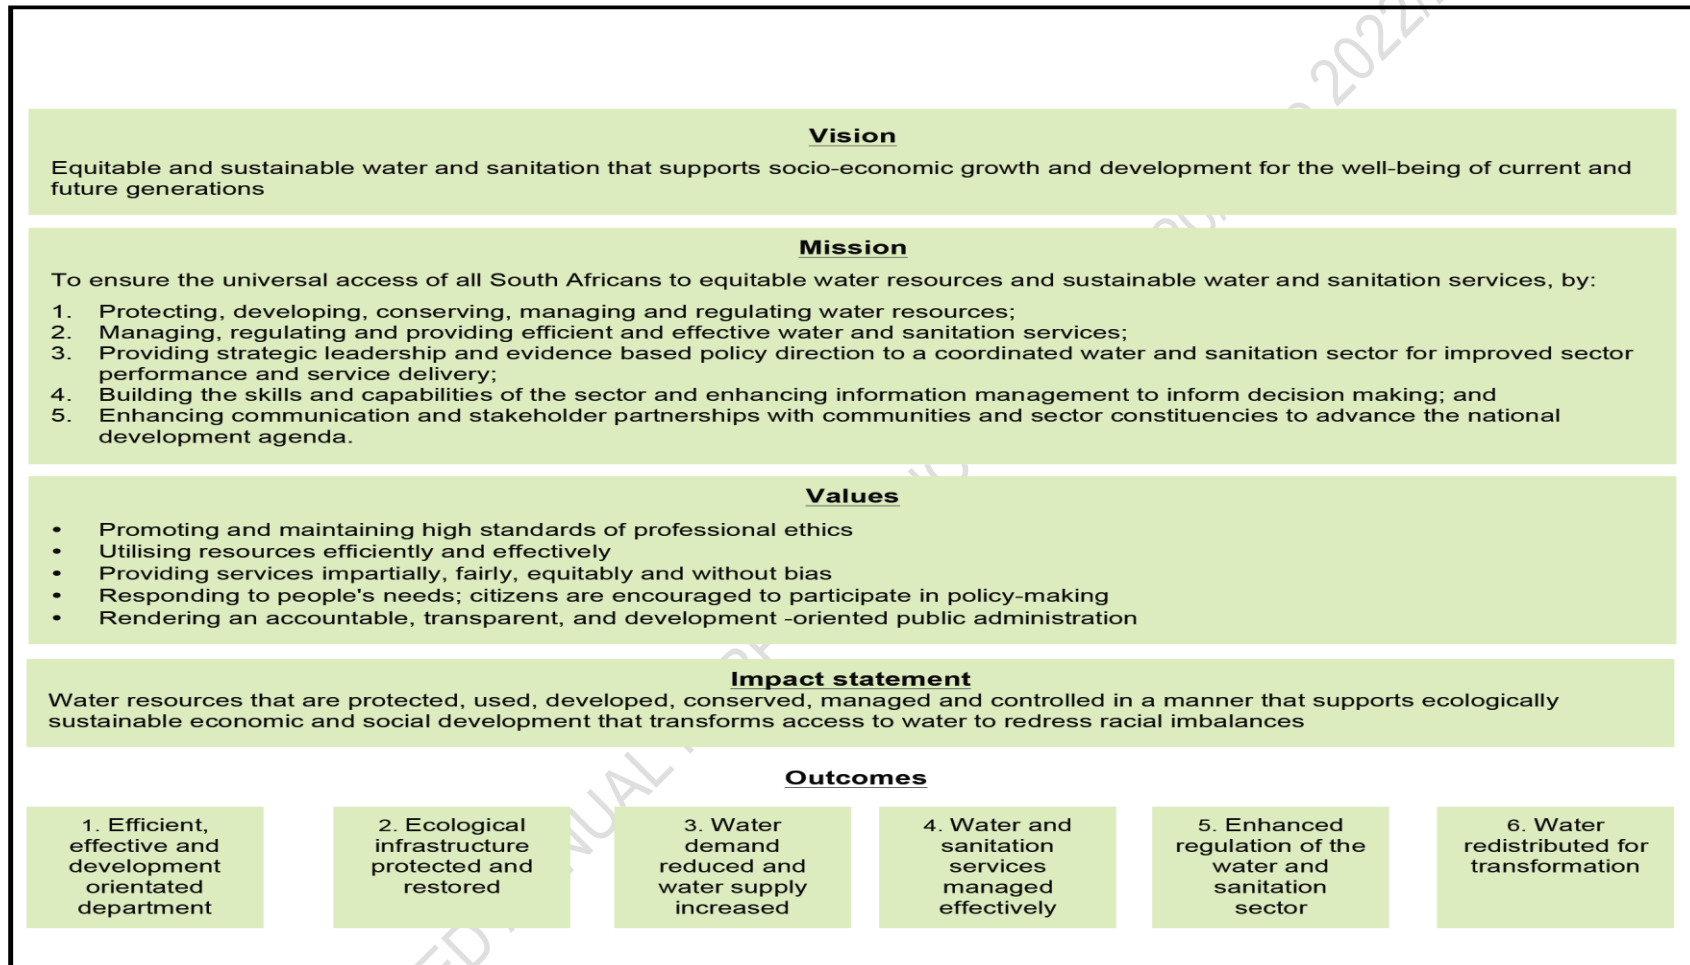 Vision
Equitable and sustainable water and sanitation that supports socio-economic growth and development for the well-being of current and
future generations
Mission
To ensure the universal access of all South Africans to equitable water resources and sustainable water and sanitation services, by:
1. Protecting, developing, conserving, managing and regulating water resources;
2. Managing, regulating and providing efficient and effective water and sanitation services;
3. Providing strategic leadership and evidence based policy direction to a coordinated water and sanitation sector for improved sector
performance and service delivery;
4. Building the skills and capabilities of the sector and enhancing information management to inform decision making; and
5. Enhancing communication and stakeholder partnerships with communities and sector constituencies to advance the national
development agenda.
Values
• Promoting and maintaining high standards of professional ethics
• Utilising resources efficiently and effectively
• Providing services impartially, fairly, equitably and without bias
• Responding to people's needs; citizens are encouraged to participate in policy-making
• Rendering an accountable, transparent, and development -oriented public administration
Impact statement
Water resources that are protected, used, developed, conserved, managed and controlled in a manner that supports ecologically
sustainable economic and social development that transforms access to water to redress racial imbalances
Outcomes
1. Efficient,
effective and
development
orientated
department
2. Ecological
infrastructure
protected and
restored
3. Water
demand
reduced and
water supply
increased
4. Water and
sanitation
services
managed
effectively
5. Enhanced
regulation of the
water and
sanitation
sector
6. Water
redistributed for
transformation